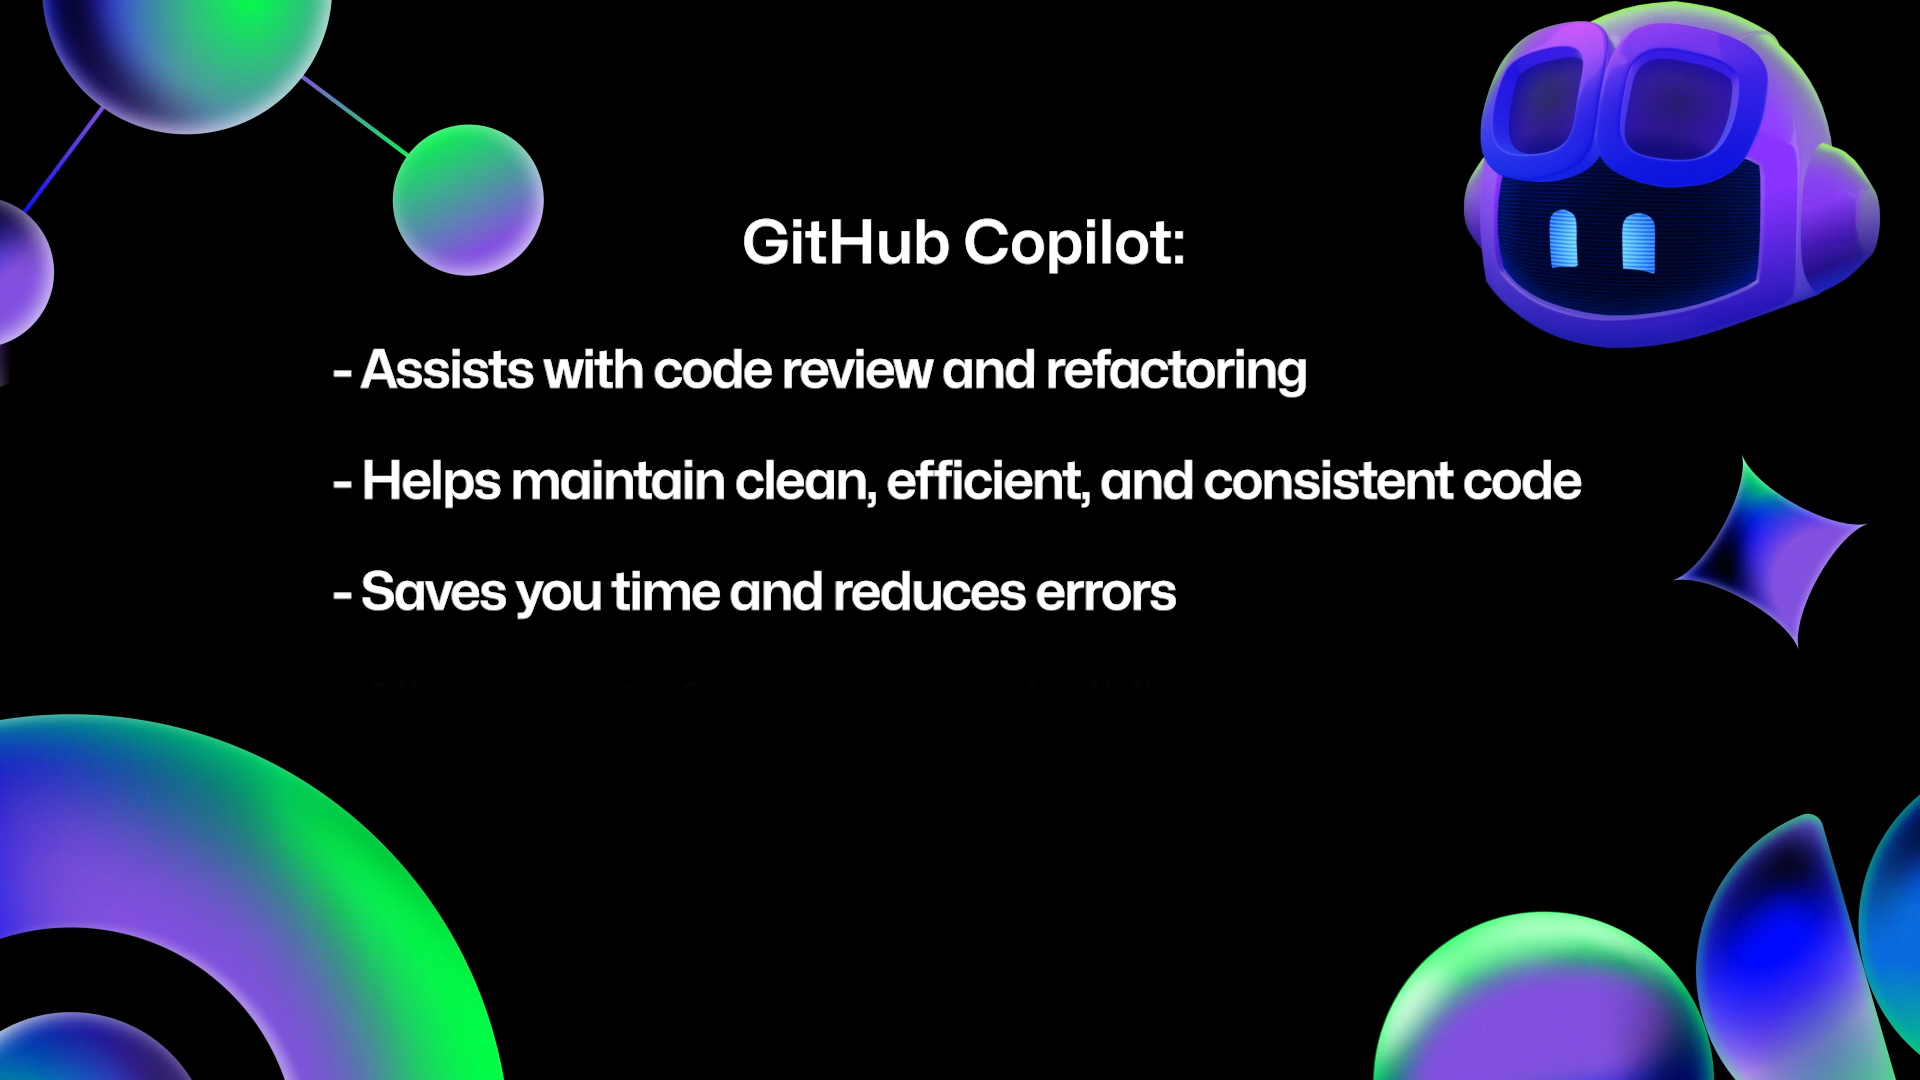 GitHub Copilot:
- Assists with code review and refactoring
- Helps maintain clean, efficient, and consistent code
- Saves you time and reduces errors